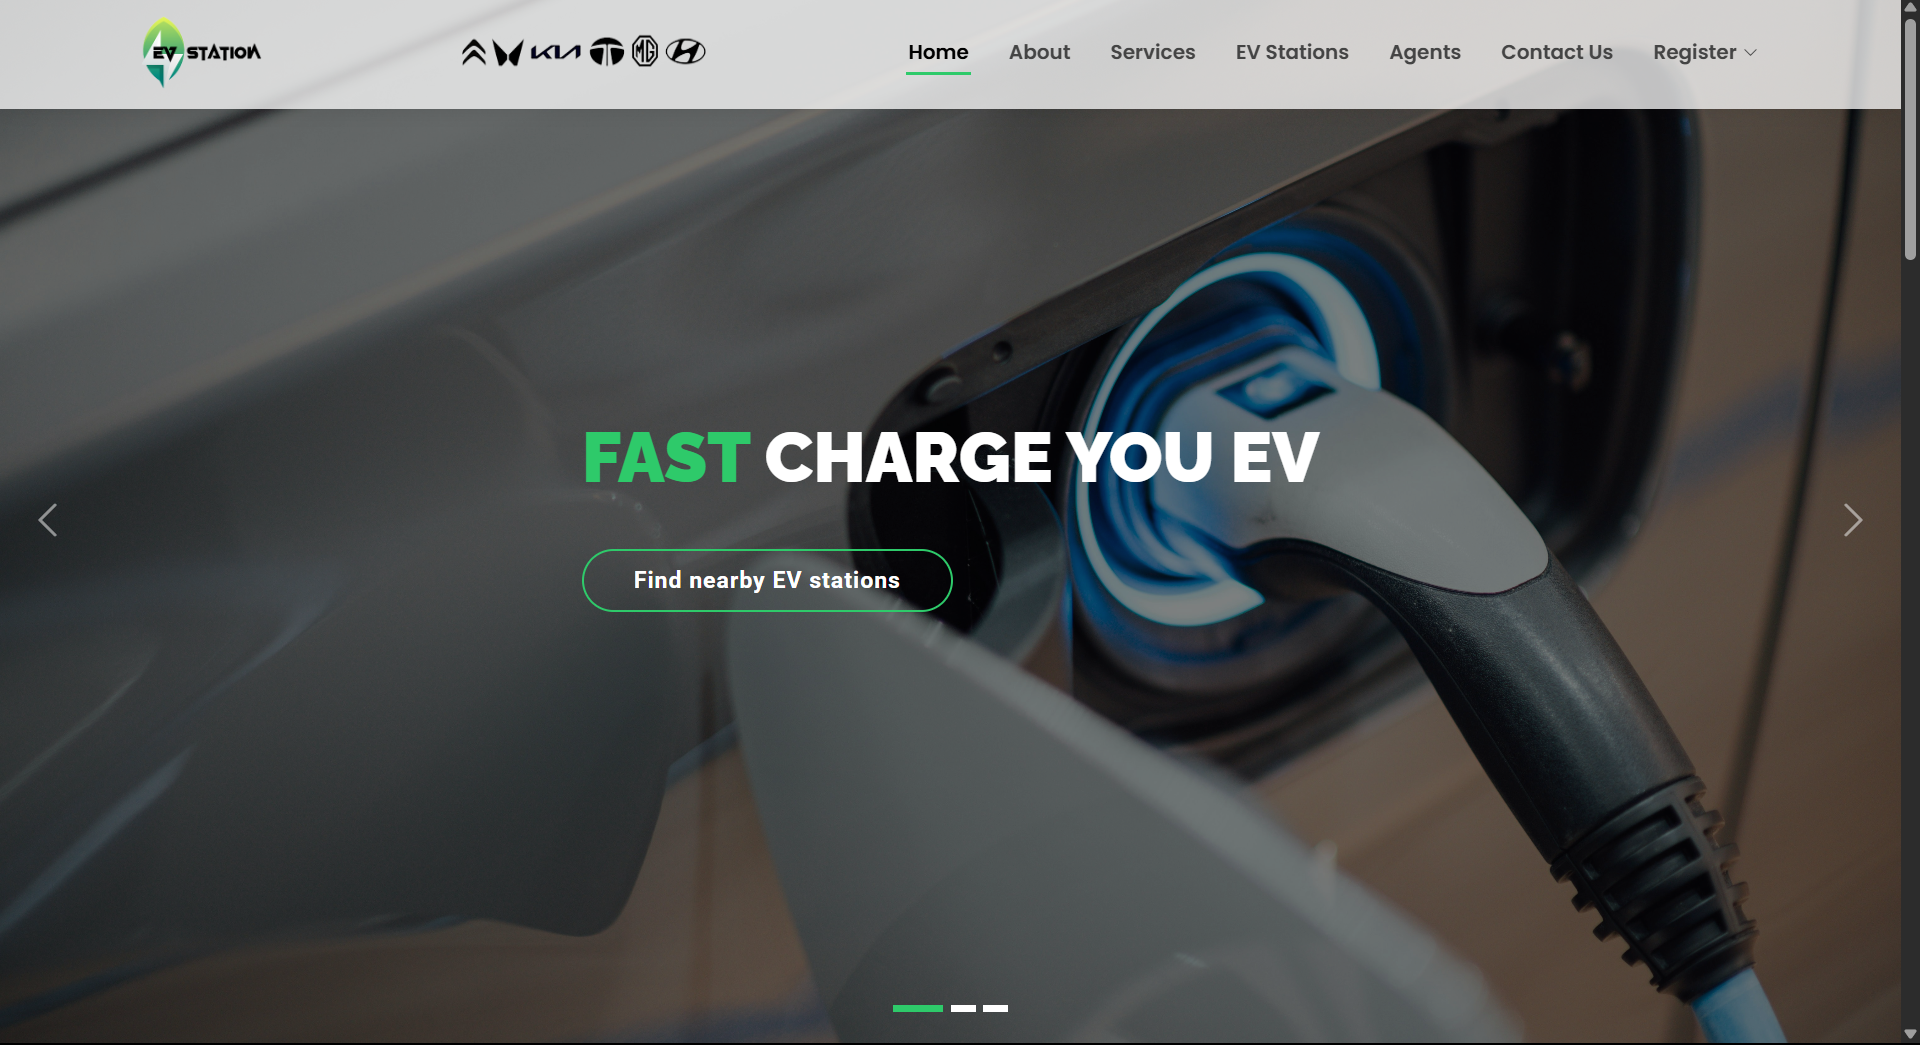 EV STATION
KIA
MG
Home
About
Services
EV Stations
Agents
Contact Us
Register
FAST CHARGE YOU EV
Find nearby EV stations